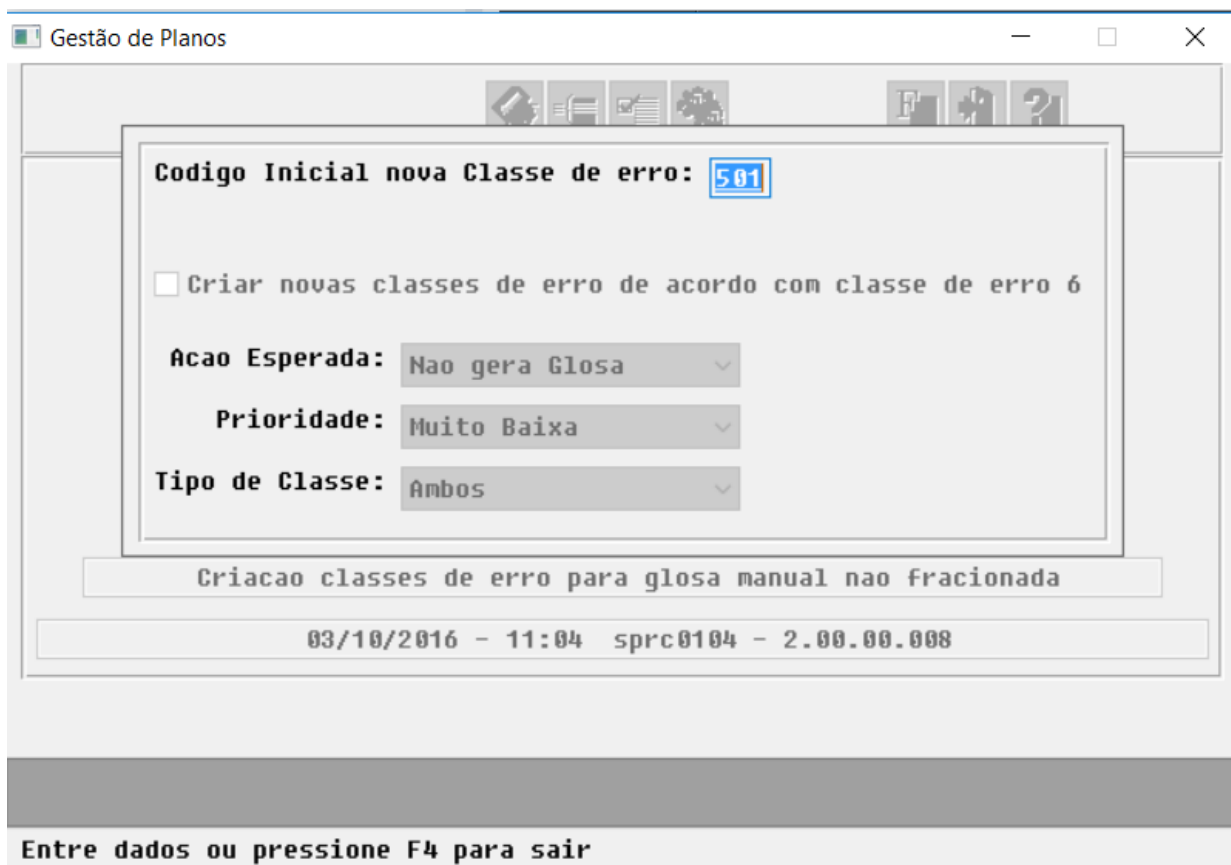 Gestão de Planos
Codigo Inicial nova Classe de erro: 501
Criar novas classes de erro de acordo com classe de erro 6
Acao Esperada: Nao gera Glosa
Prioridade: Muito Baixa
Tipo de Classe: Ambos
Criacao classes de erro para glosa manual nao fracionada
03/10/2016 - 11:04 sprc0104 - 2.00.00.008
Entre dados ou pressione F4 para sair